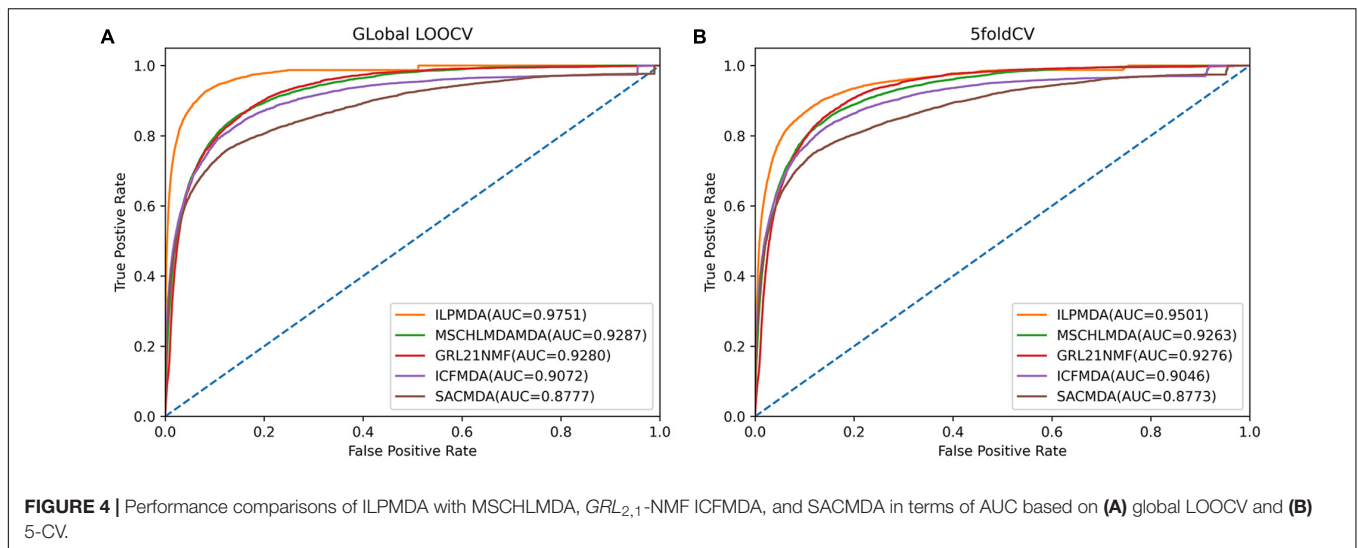 A
GLobal LOOCV
True Postive Rate
1.0
0.8
0.6
0.4
0.2
0.0
ILPMDA(AUC=0.9751)
MSCHLMDAMDA(AUC=0.9287)
GRL21NMF(AUC=0.9280)
ICFMDA(AUC=0.9072)
SACMDA(AUC=0.8777)
0.0 0.2 0.4 0.6 0.8 1.0
False Positive Rate
B
5foldCV
True Postive Rate
1.0
0.8
0.6
0.4
0.2
0.0
ILPMDA(AUC=0.9501)
MSCHLMDA(AUC=0.9263)
GRL21NMF(AUC=0.9276)
ICFMDA(AUC=0.9046)
SACMDA(AUC=0.8773)
0.0 0.2 0.4 0.6 0.8 1.0
False Positive Rate
FIGURE 4 | Performance comparisons of ILPMDA with MSCHLMDA, GRL2,1-NMF ICFMDA, and SACMDA in terms of AUC based on (A) global LOOCV and (B)
5-CV.